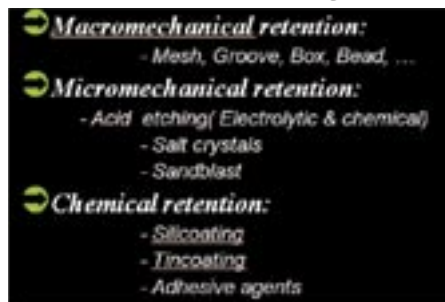 Macromechanical retention:
- Mesh, Groove, Box, Bead, ...
Micromechanical retention:
- Acid etching( Electrolytic & chemical)
- Salt crystals
- Sandblast
Chemical retention:
- Silicoating
- Tincoating
- Adhesive agents